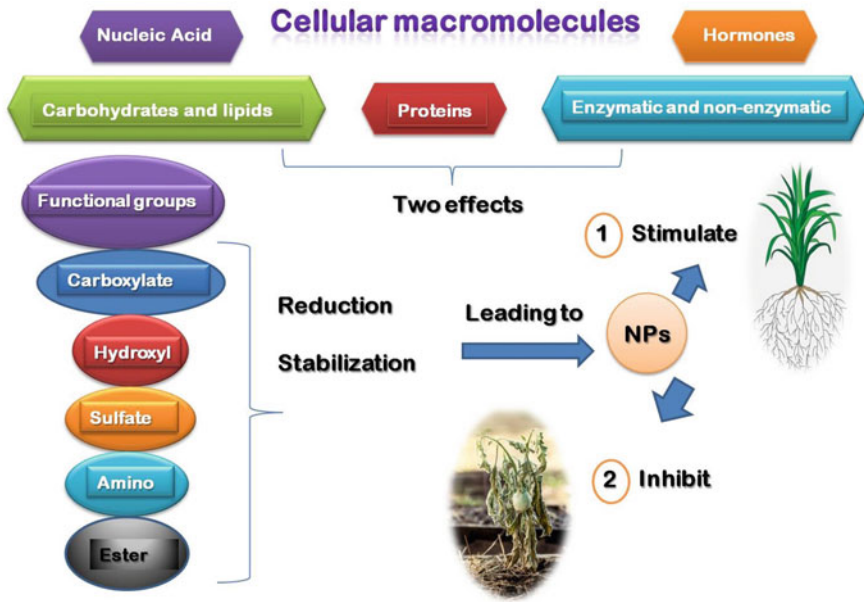 Cellular macromolecules
Nucleic Acid
Hormones
Carbohydrates and lipids
Proteins
Enzymatic and non-enzymatic
Functional groups
Two effects
1 Stimulate
Carboxylate
Reduction
Leading to
NPs
Hydroxyl
Stabilization
Sulfate
Amino
2 Inhibit
Ester